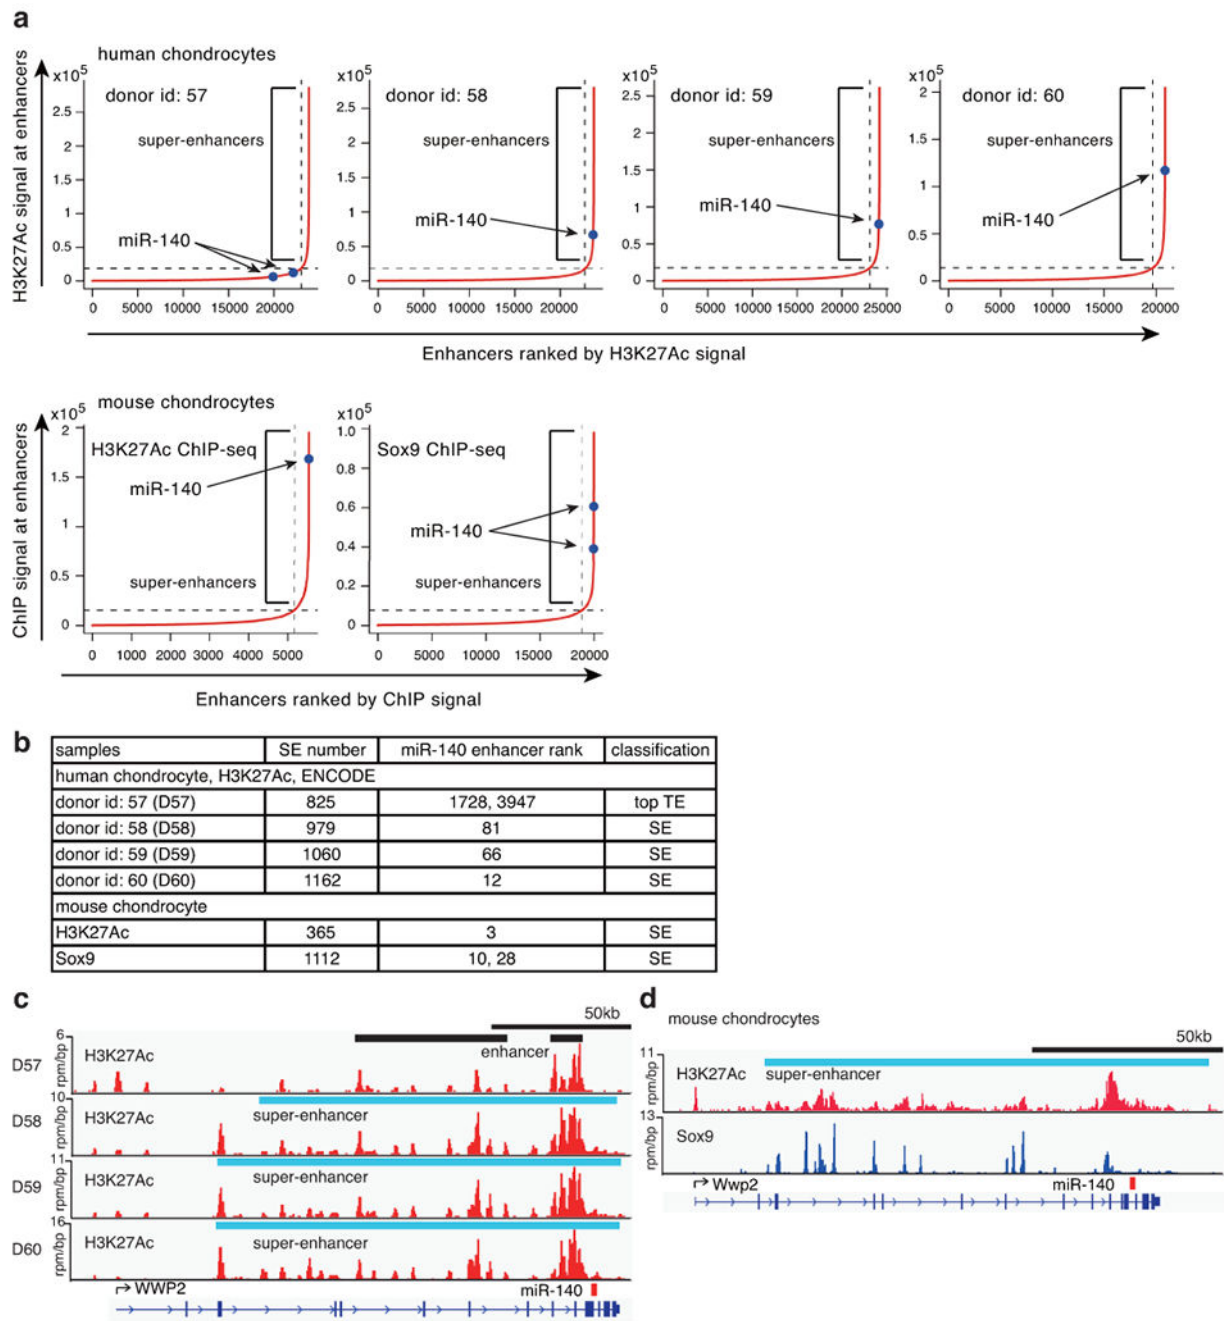 a
human chondrocytes
H3K27Ac signal at enhancers
x10⁵
2.5
2
1.5
1
0.5
0
donor id: 57
super-enhancers
miR-140
0 5000 10000 15000 20000
x10⁵
2.5
2
1.5
1
0.5
0
donor id: 58
super-enhancers
miR-140
0 5000 10000 15000 20000
x10⁵
2.5
2
1.5
1
0.5
0
donor id: 59
super-enhancers
miR-140
0 5000 10000 15000 20000 25000
x10⁵
2
1.5
1
0.5
0
donor id: 60
super-enhancers
miR-140
0 5000 10000 15000 20000
Enhancers ranked by H3K27Ac signal
mouse chondrocytes
ChIP signal at enhancers
x10⁵
2
1.5
1
0.5
0
H3K27Ac ChIP-seq
miR-140
super-enhancers
0 1000 2000 3000 4000 5000
x10⁵
1.0
0.8
0.6
0.4
0.2
0
Sox9 ChIP-seq
miR-140
super-enhancers
0 5000 10000 15000 20000
Enhancers ranked by ChIP signal
b
samples SE number miR-140 enhancer rank classification
human chondrocyte, H3K27Ac, ENCODE
donor id: 57 (D57) 825 1728, 3947 top TE
donor id: 58 (D58) 979 81 SE
donor id: 59 (D59) 1060 66 SE
donor id: 60 (D60) 1162 12 SE
mouse chondrocyte
H3K27Ac 365 3 SE
Sox9 1112 10, 28 SE
c
50kb
D57
6
rpm/bp
H3K27Ac
enhancer
D58
10
rpm/bp
H3K27Ac
super-enhancer
D59
11
rpm/bp
H3K27Ac
super-enhancer
D60
16
rpm/bp
H3K27Ac
super-enhancer
WWP2
miR-140
d
mouse chondrocytes
50kb
11
rpm/bp
H3K27Ac
super-enhancer
13
rpm/bp
Sox9
Wwp2
miR-140